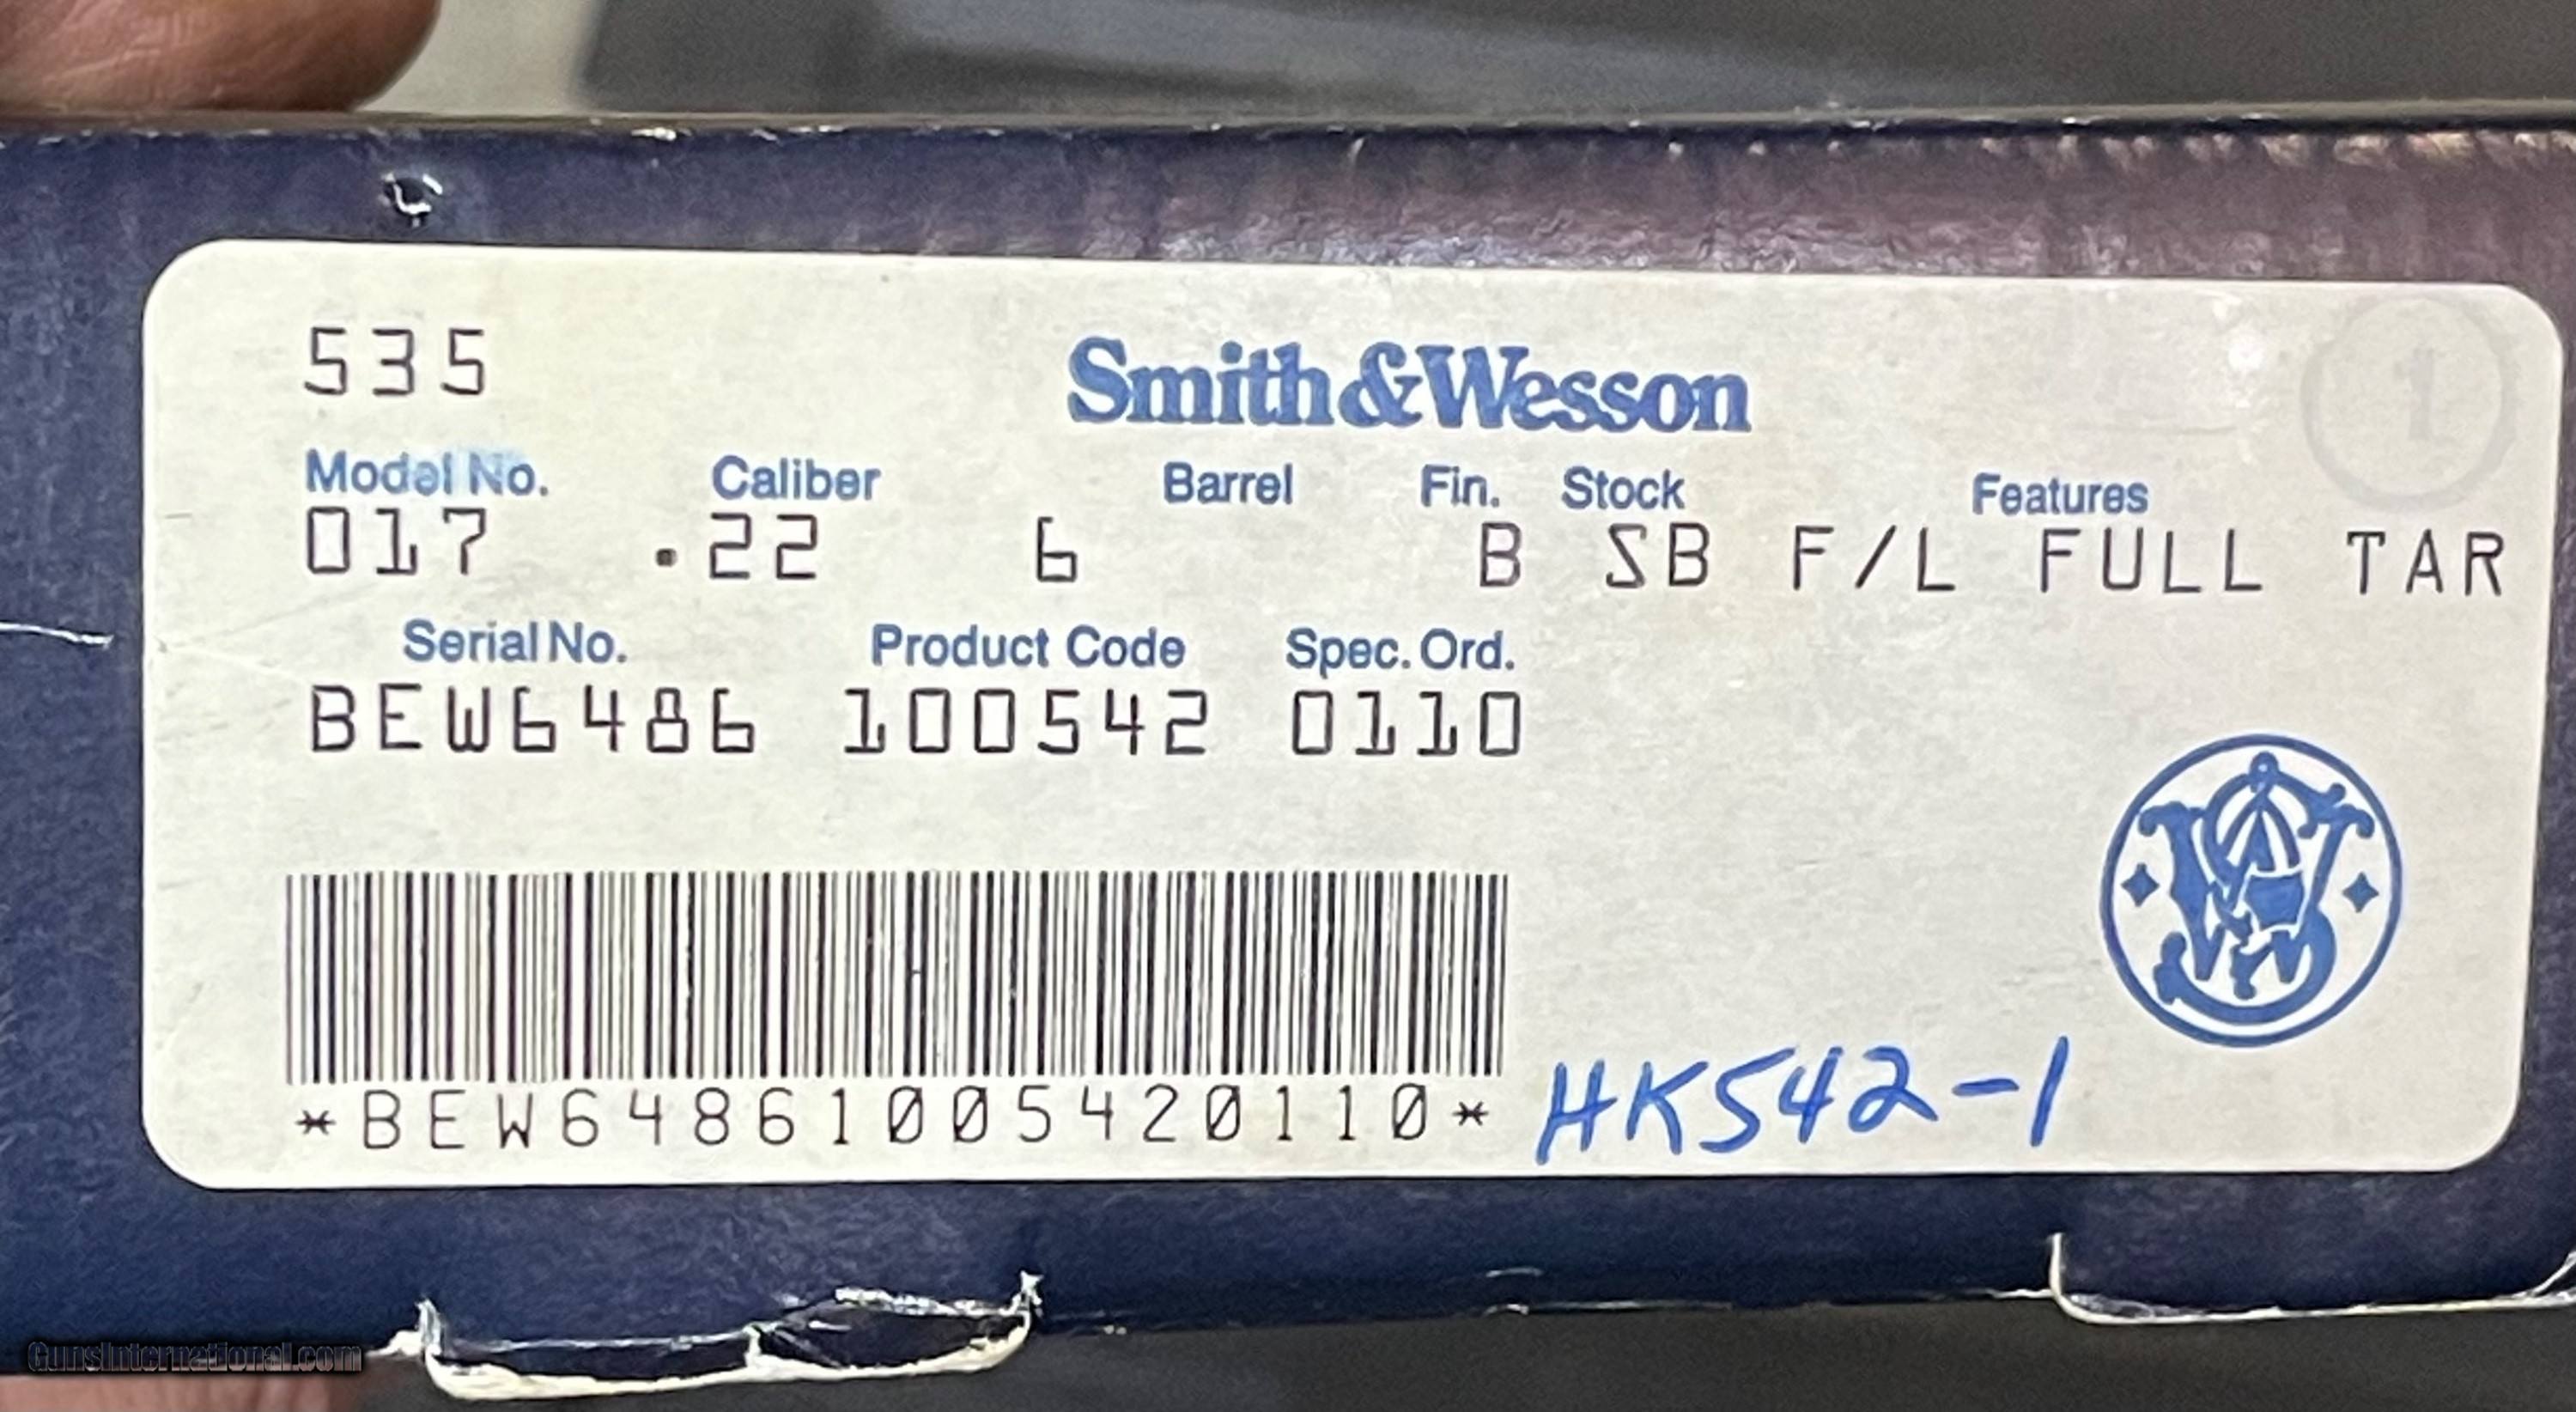 535
Smith&Wesson
1
Model No. Caliber Barrel Fin. Stock Features
017 .22 6 B SB F/L FULL TAR
Serial No. Product Code Spec. Ord.
BEW6486 100542 0110
*BEW64861005420110*
HK542-1
GunsInternational.com